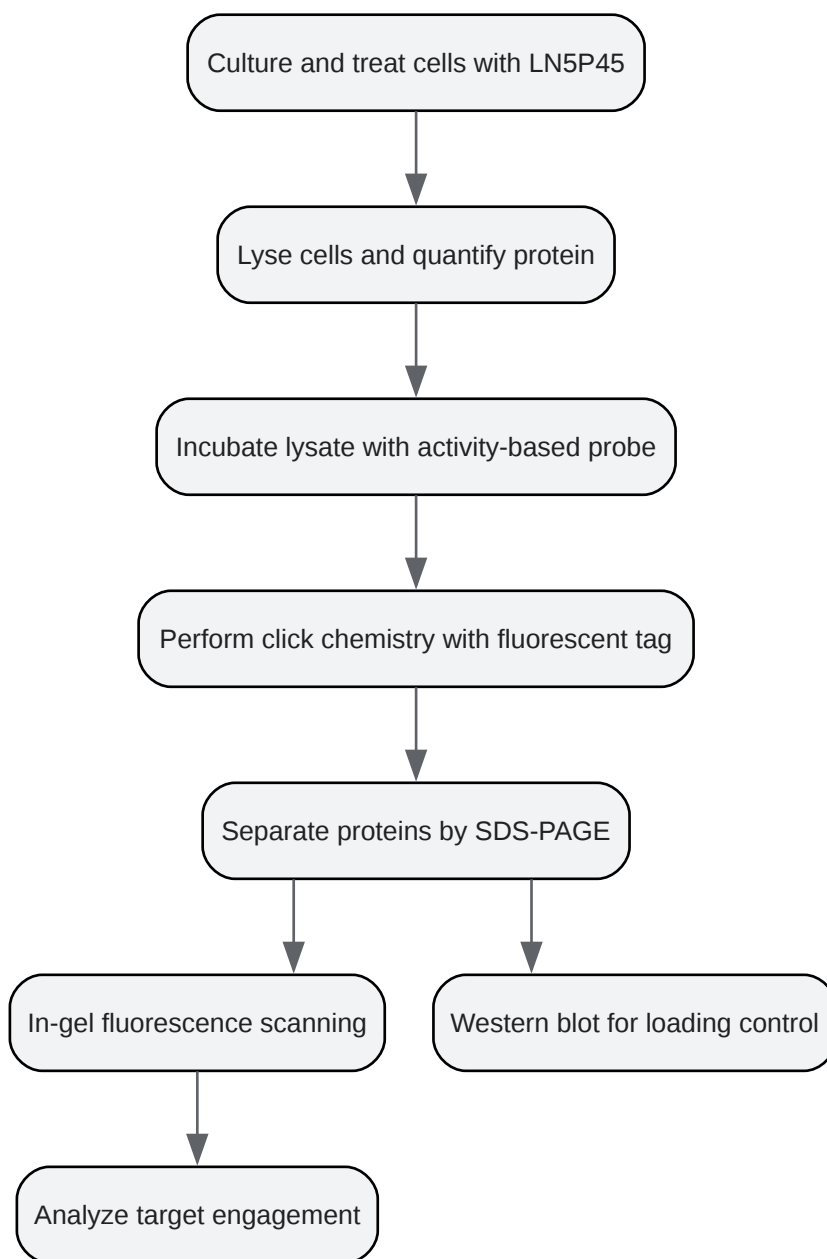 Culture and treat cells with LN5P45
Lyse cells and quantify protein
Incubate lysate with activity-based probe
Perform click chemistry with fluorescent tag
Separate proteins by SDS-PAGE
In-gel fluorescence scanning
Western blot for loading control
Analyze target engagement